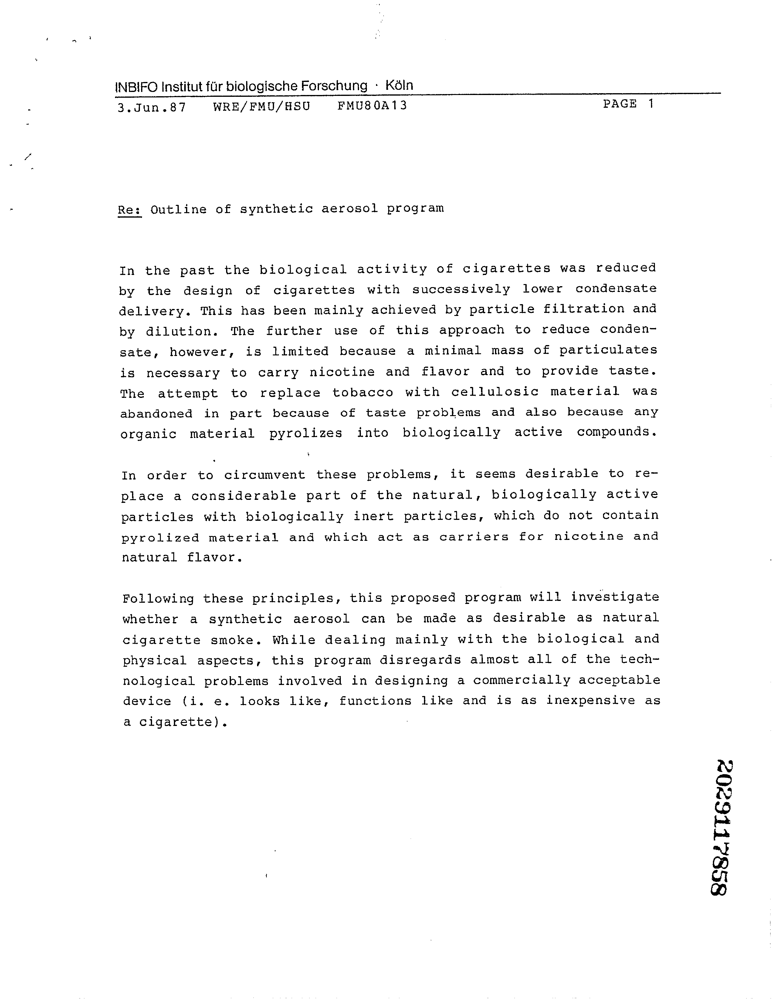 INBIFO Institut für biologische Forschung · Köln
3.Jun.87 WRE/FMU/HSU FMU80A13 PAGE 1
Re: Outline of synthetic aerosol program
In the past the biological activity of cigarettes was reduced
by the design of cigarettes with successively lower condensate
delivery. This has been mainly achieved by particle filtration and
by dilution. The further use of this approach to reduce conden-
sate, however, is limited because a minimal mass of particulates
is necessary to carry nicotine and flavor and to provide taste.
The attempt to replace tobacco with cellulosic material was
abandoned in part because of taste problems and also because any
organic material pyrolizes into biologically active compounds.
In order to circumvent these problems, it seems desirable to re-
place a considerable part of the natural, biologically active
particles with biologically inert particles, which do not contain
pyrolized material and which act as carriers for nicotine and
natural flavor.
Following these principles, this proposed program will investigate
whether a synthetic aerosol can be made as desirable as natural
cigarette smoke. While dealing mainly with the biological and
physical aspects, this program disregards almost all of the tech-
nological problems involved in designing a commercially acceptable
device (i. e. looks like, functions like and is as inexpensive as
a cigarette).
2029117858